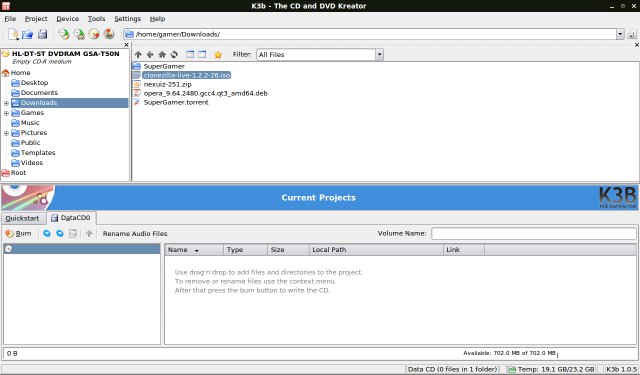 K3b - The CD and DVD Kreator
File Project Device Tools Settings Help
/home/gamer/Downloads/
HL-DT-ST DVDRAM GSA-T50N
Empty CD-R medium
Filter: All Files
Home
Desktop
Documents
Downloads
Games
Music
Pictures
Public
Templates
Videos
Root
SuperGamer
clonezilla-live-1.2.2-26.iso
nexuiz-251.zip
opera_9.64.2480.gcc4.qt3_amd64.deb
SuperGamer.torrent
Current Projects
K3B
KDE burning tool
Quickstart DataCD0
Burn Rename Audio Files Volume Name:
Name Type Size Local Path Link
Use drag'n'drop to add files and directories to the project.
To remove or rename files use the context menu.
After that press the burn button to write the CD.
0 B Available: 702.0 MB of 702.0 MB
Data CD (0 files in 1 folder) Temp: 19.1 GB/23.2 GB K3b 1.0.5